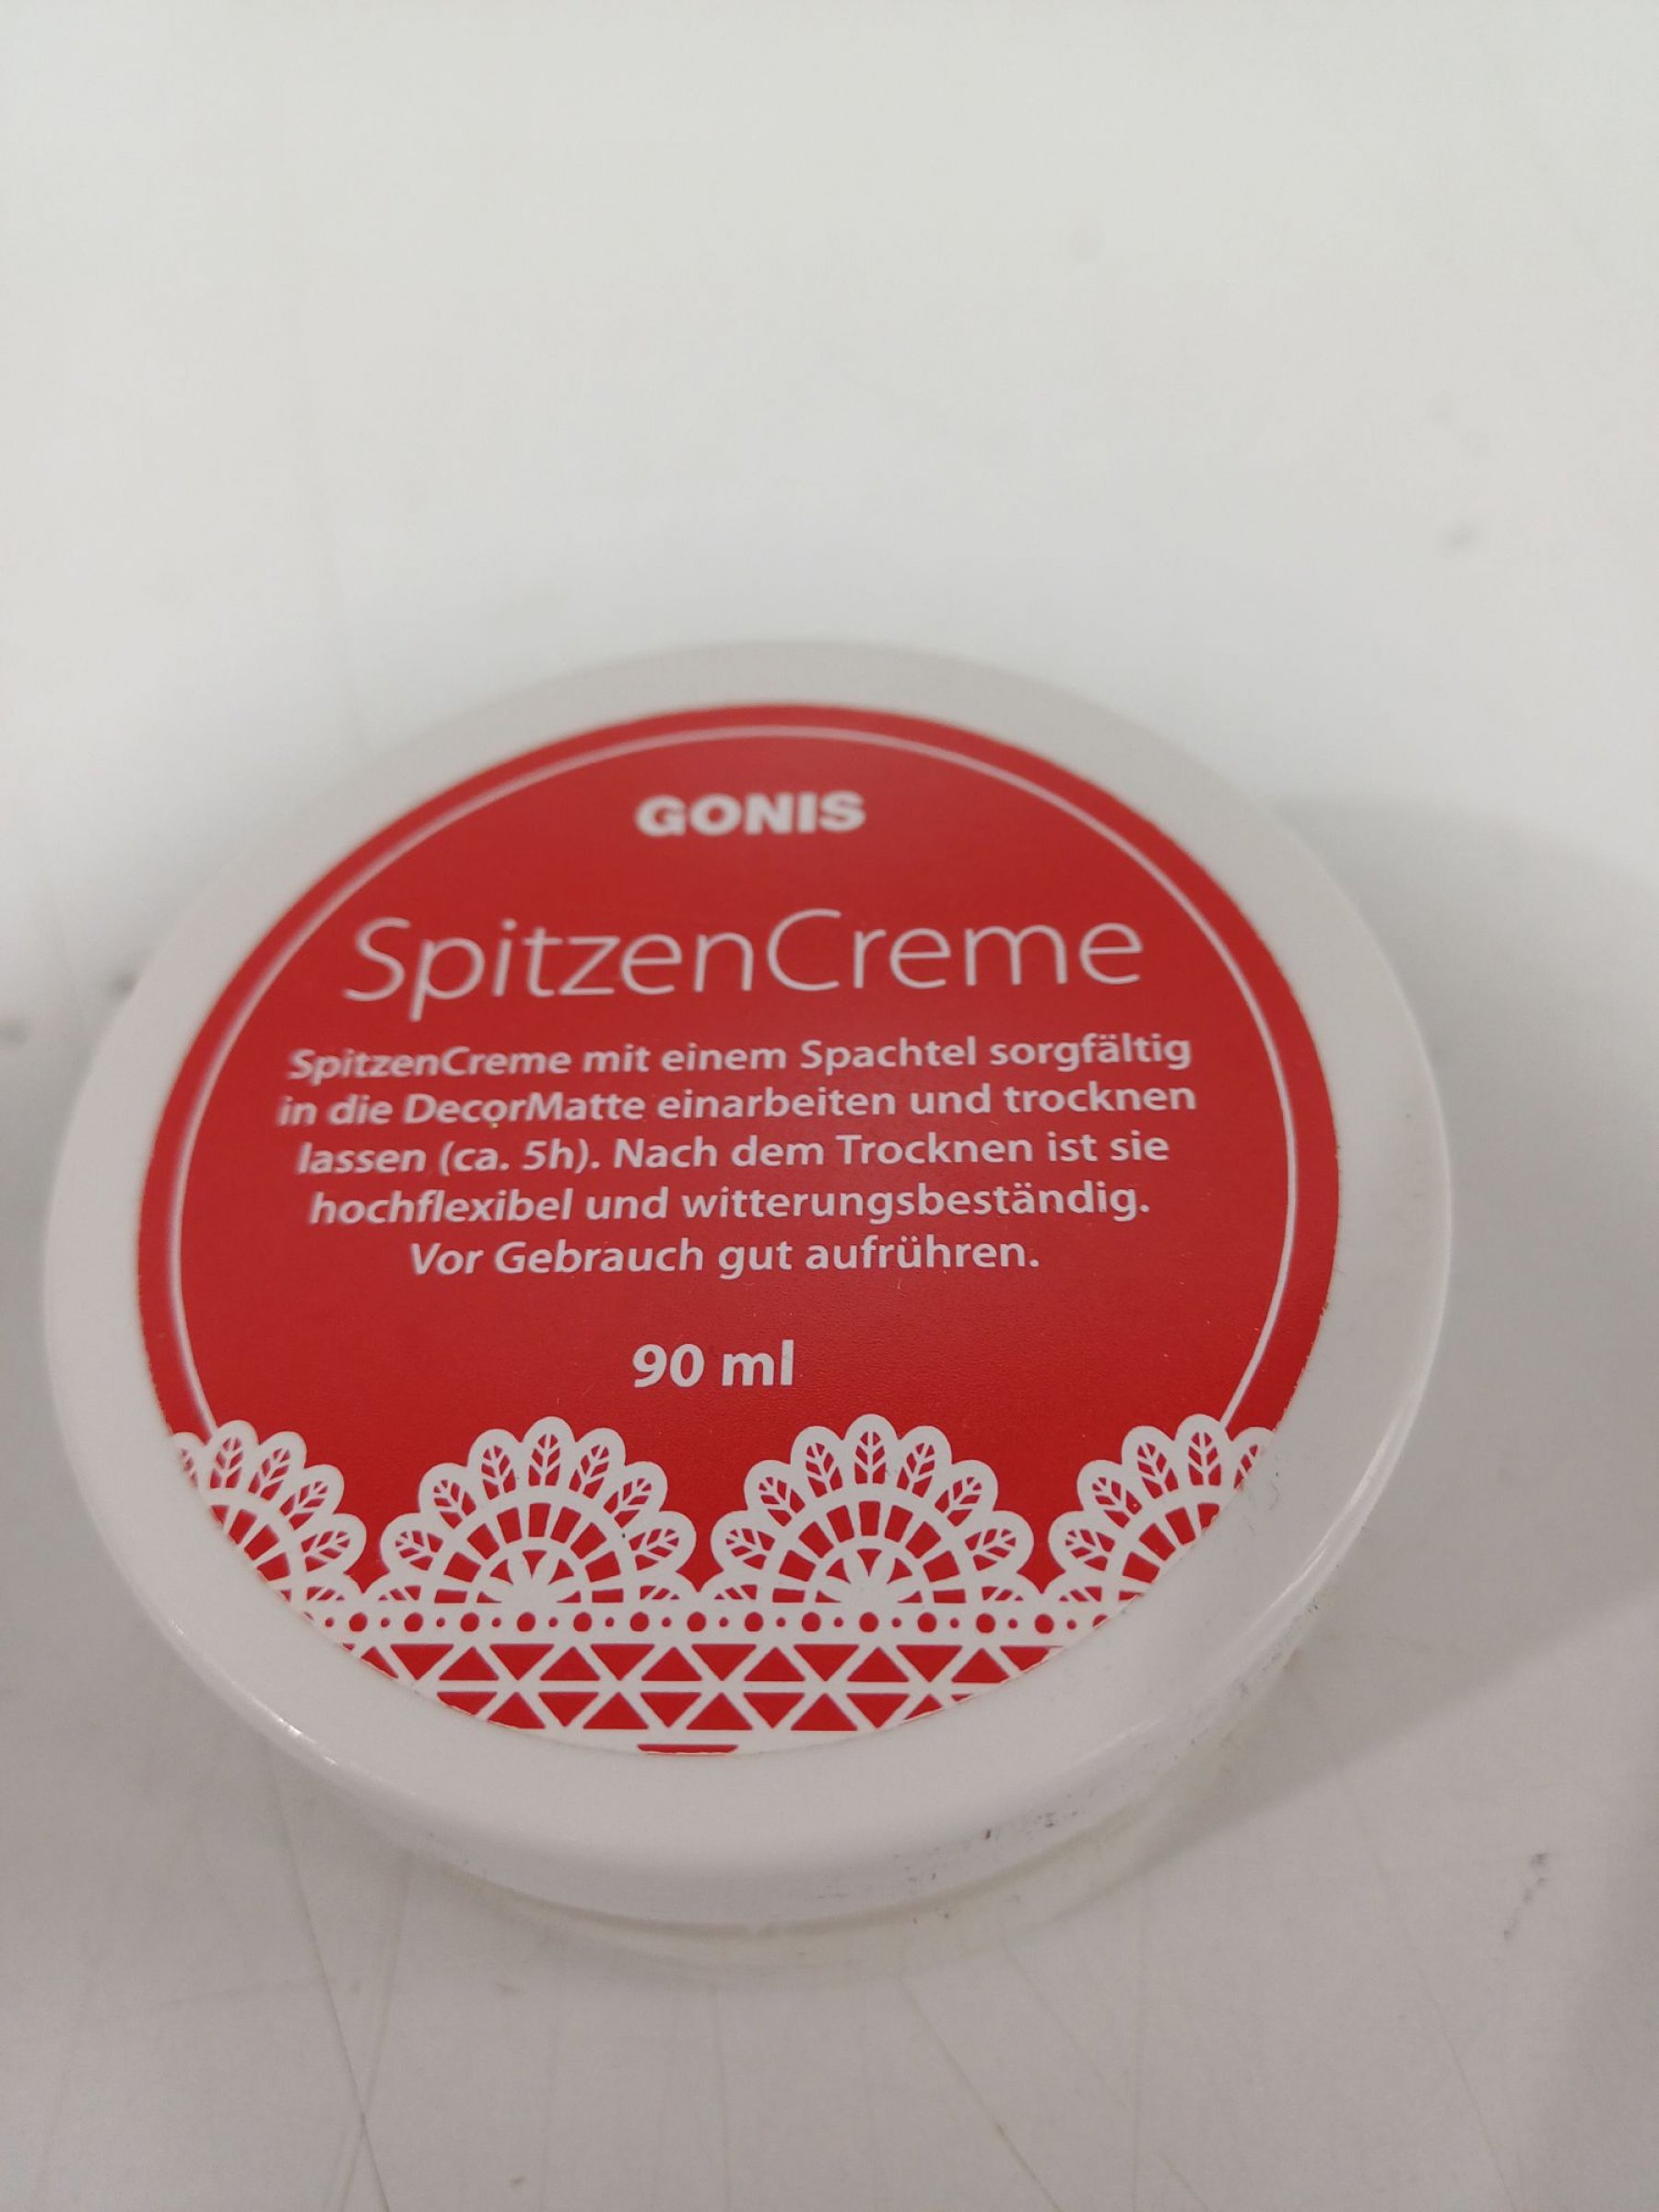 GONIS
SpitzenCreme
SpitzenCreme mit einem Spachtel sorgfältig
in die DecorMatte einarbeiten und trocknen
lassen (ca. 5h). Nach dem Trocknen ist sie
hochflexibel und witterungsbeständig.
Vor Gebrauch gut aufrühren.
90 ml